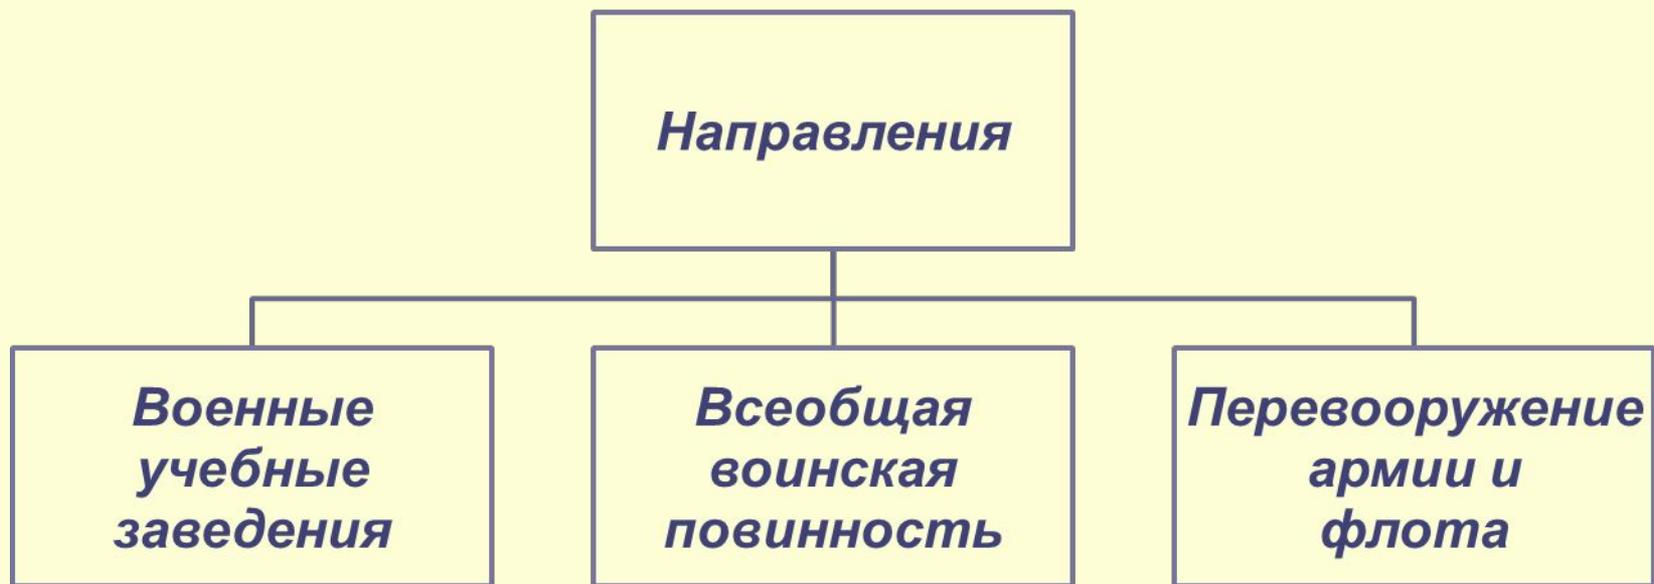 Направления
Военные
учебные
заведения
Всеобщая
воинская
повинность
Перевооружение
армии и
флота